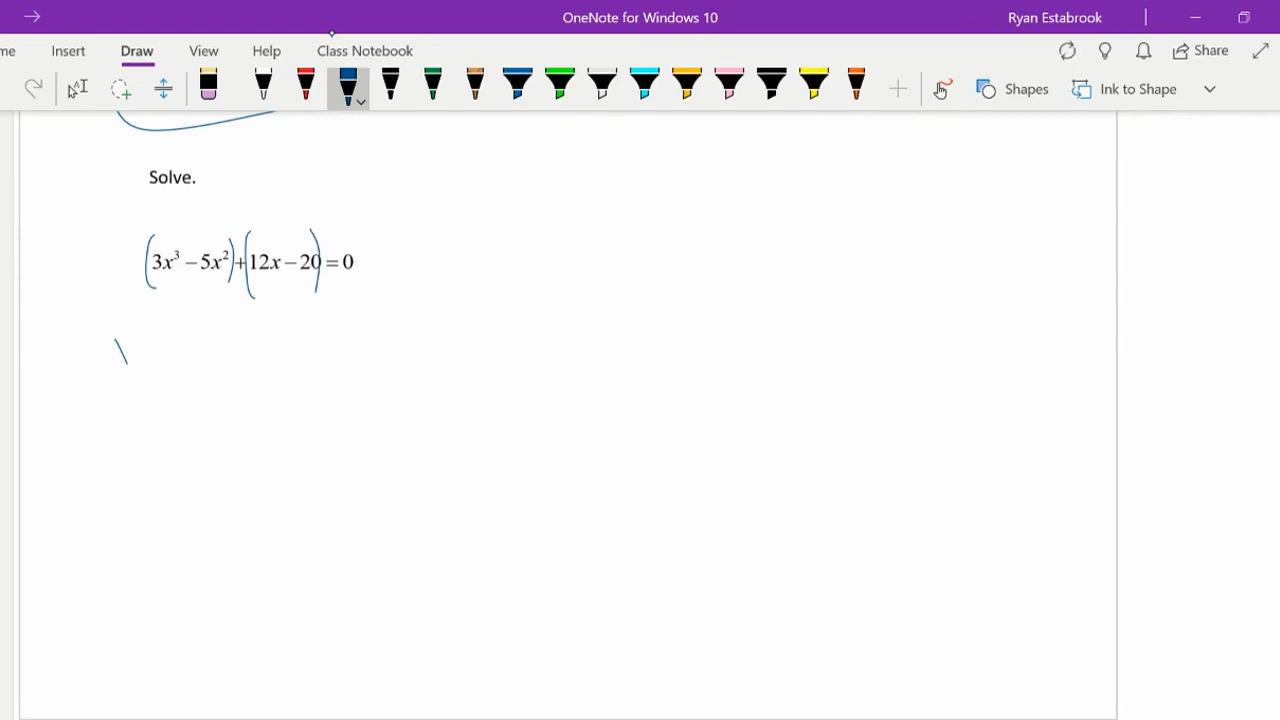 OneNote for Windows 10 Ryan Estabrook
me Insert Draw View Help Class Notebook Share
Shapes Ink to Shape
Solve.
(3x³ – 5x²) + (12x – 20) = 0